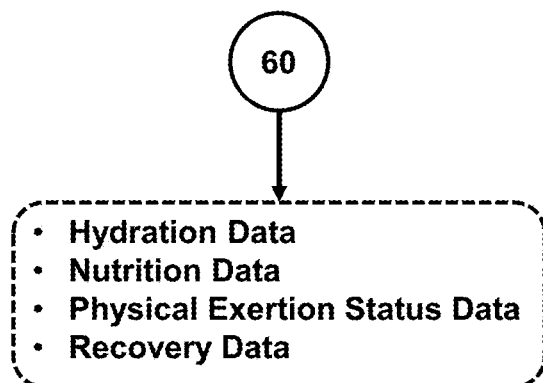 60
• Hydration Data
• Nutrition Data
• Physical Exertion Status Data
• Recovery Data